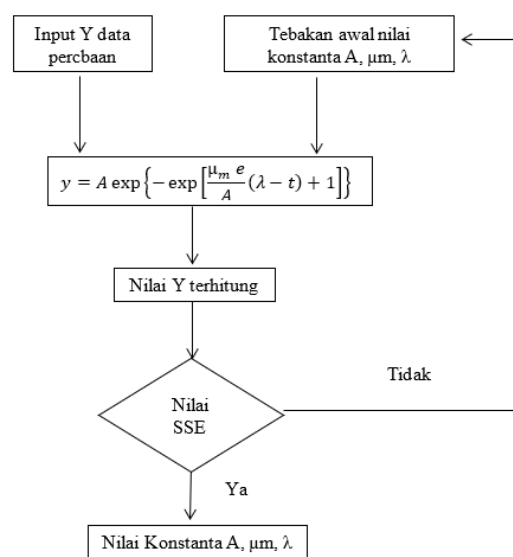 Input Y data
percbaan
Tebakan awal nilai
konstanta A, μm, λ
y = A exp{− exp[μₘ e / A (λ − t) + 1]}
Nilai Y terhitung
Nilai
SSE
Tidak
Ya
Nilai Konstanta A, μm, λ